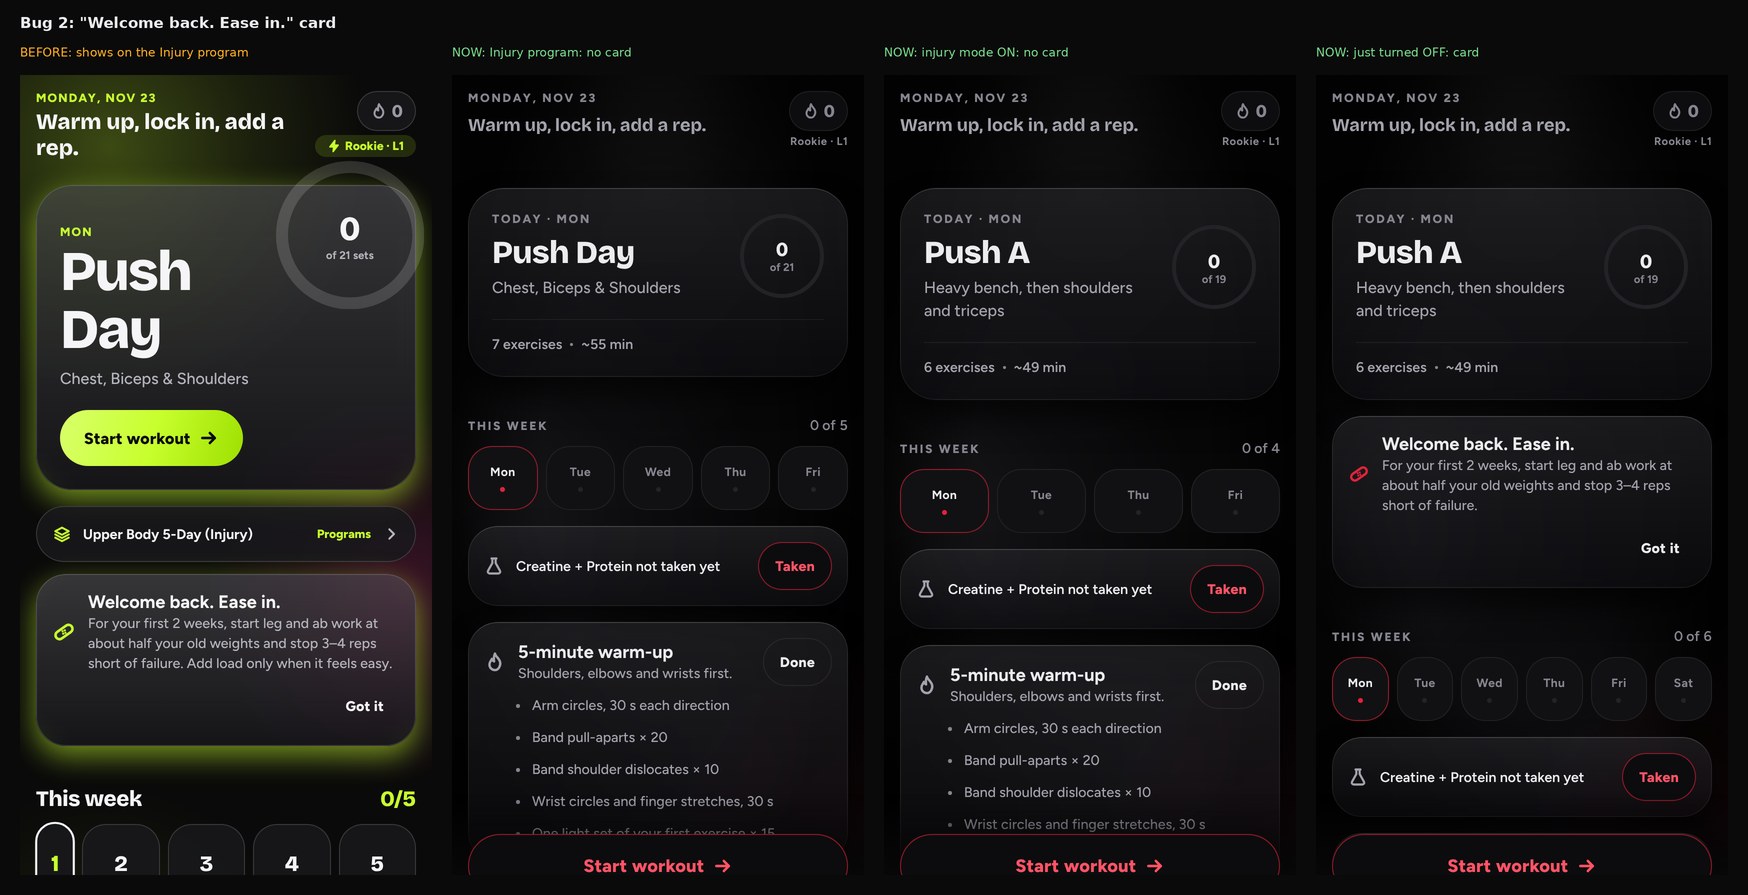 Bug 2: "Welcome back. Ease in." card
BEFORE: shows on the Injury program
MONDAY, NOV 23
Warm up, lock in, add a
rep.
0
Rookie · L1
MON
Push
Day
Chest, Biceps & Shoulders
0
of 21 sets
Start workout →
Upper Body 5-Day (Injury)
Programs
Welcome back. Ease in.
For your first 2 weeks, start leg and ab work at
about half your old weights and stop 3–4 reps
short of failure. Add load only when it feels easy.
Got it
This week
0/5
1
2
3
4
5
NOW: Injury program: no card
MONDAY, NOV 23
Warm up, lock in, add a rep.
0
Rookie · L1
TODAY · MON
Push Day
Chest, Biceps & Shoulders
0
of 21
7 exercises • ~55 min
THIS WEEK
0 of 5
Mon
Tue
Wed
Thu
Fri
Creatine + Protein not taken yet
Taken
5-minute warm-up
Shoulders, elbows and wrists first.
Done
• Arm circles, 30 s each direction
• Band pull-aparts × 20
• Band shoulder dislocates × 10
• Wrist circles and finger stretches, 30 s
• One light set of your first exercise × 15
Start workout →
NOW: injury mode ON: no card
MONDAY, NOV 23
Warm up, lock in, add a rep.
0
Rookie · L1
TODAY · MON
Push A
Heavy bench, then shoulders
and triceps
0
of 19
6 exercises • ~49 min
THIS WEEK
0 of 4
Mon
Tue
Thu
Fri
Creatine + Protein not taken yet
Taken
5-minute warm-up
Shoulders, elbows and wrists first.
Done
• Arm circles, 30 s each direction
• Band pull-aparts × 20
• Band shoulder dislocates × 10
• Wrist circles and finger stretches, 30 s
Start workout →
NOW: just turned OFF: card
MONDAY, NOV 23
Warm up, lock in, add a rep.
0
Rookie · L1
TODAY · MON
Push A
Heavy bench, then shoulders
and triceps
0
of 19
6 exercises • ~49 min
Welcome back. Ease in.
For your first 2 weeks, start leg and ab work at
about half your old weights and stop 3–4 reps
short of failure.
Got it
THIS WEEK
0 of 6
Mon
Tue
Wed
Thu
Fri
Sat
Creatine + Protein not taken yet
Taken
Start workout →